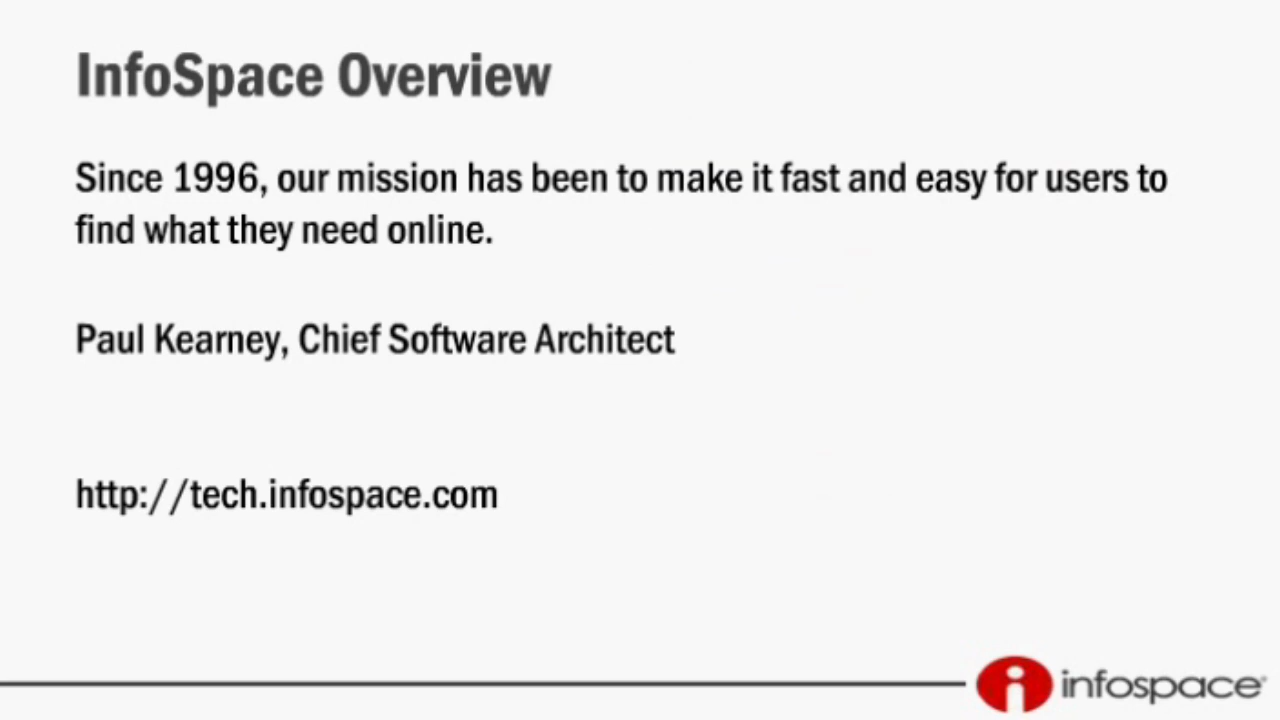 InfoSpace Overview
Since 1996, our mission has been to make it fast and easy for users to
find what they need online.
Paul Kearney, Chief Software Architect
http://tech.infospace.com
infospace